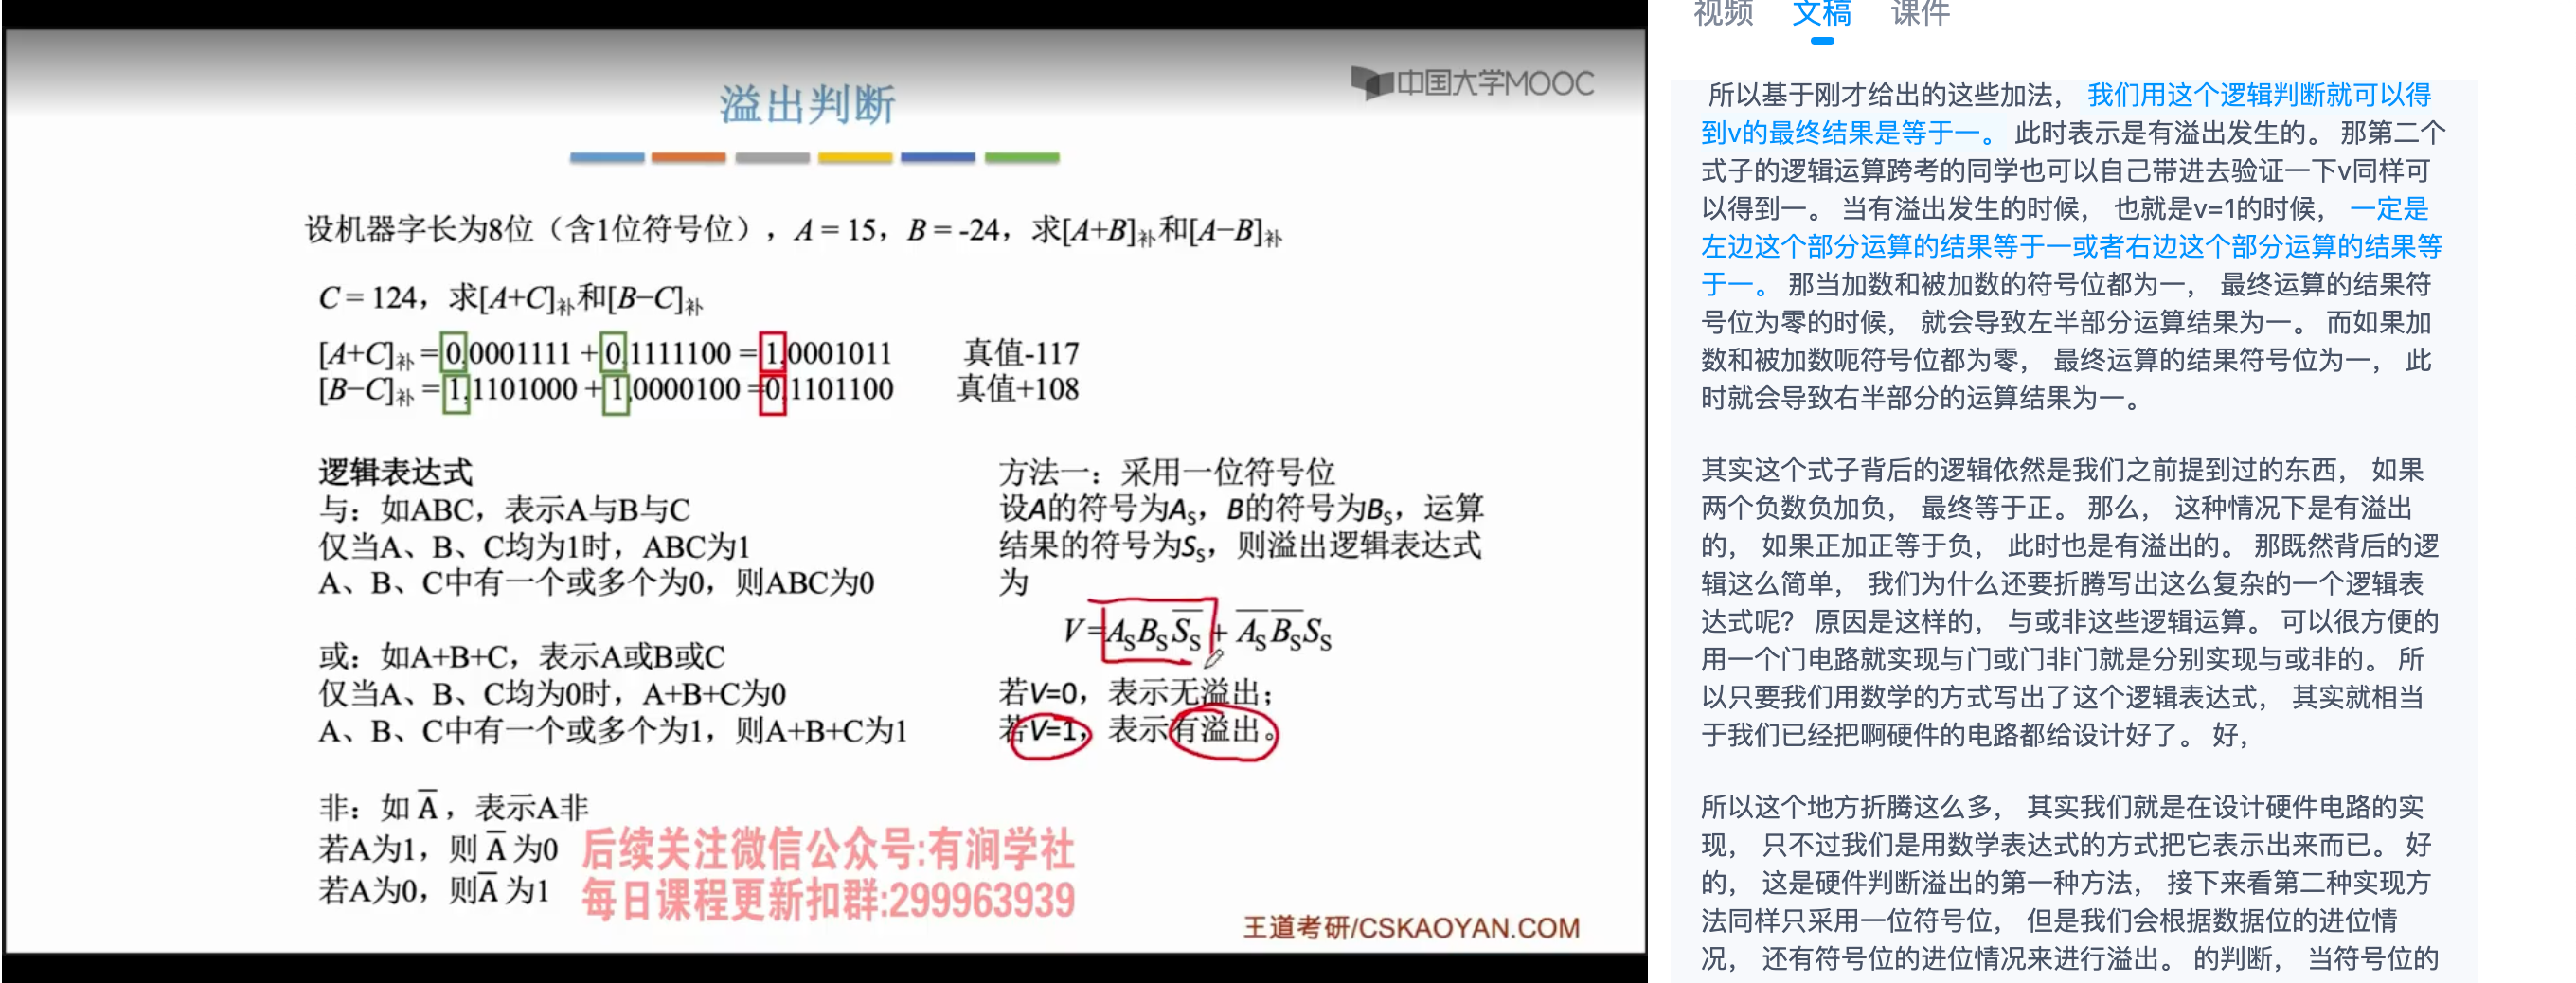 中国大学MOOC
溢出判断
设机器字长为8位（含1位符号位），A = 15，B = -24，求[A+B]补和[A−B]补
C = 124，求[A+C]补和[B−C]补
[A+C]补 = 0,0001111 + 0,1111100 = 1,0001011 真值-117
[B−C]补 = 1,1101000 + 1,0000100 =0,1101100 真值+108
逻辑表达式
与：如ABC，表示A与B与C
仅当A、B、C均为1时，ABC为1
A、B、C中有一个或多个为0，则ABC为0
或：如A+B+C，表示A或B或C
仅当A、B、C均为0时，A+B+C为0
A、B、C中有一个或多个为1，则A+B+C为1
非：如 A̅ ，表示A非
若A为1，则 A̅ 为0
若A为0，则A̅ 为1
方法一：采用一位符号位
设A的符号为AS，B的符号为BS，运算
结果的符号为SS，则溢出逻辑表达式
为
V=ASBSS̅S + A̅SB̅SSS
若V=0，表示无溢出；
若V=1，表示有溢出。
后续关注微信公众号:有润学社
每日课程更新扣群:299963939
王道考研/CSKAOYAN.COM
视频 文稿 课件
所以基于刚才给出的这些加法， 我们用这个逻辑判断就可以得
到v的最终结果是等于一。 此时表示是有溢出发生的。 那第二个
式子的逻辑运算跨考的同学也可以自己带进去验证一下v同样可
以得到一。 当有溢出发生的时候， 也就是v=1的时候， 一定是
左边这个部分运算的结果等于一或者右边这个部分运算的结果等
于一。 那当加数和被加数的符号位都为一， 最终运算的结果符
号位为零的时候， 就会导致左半部分运算结果为一。 而如果加
数和被加数呃符号位都为零， 最终运算的结果符号位为一， 此
时就会导致右半部分的运算结果为一。
其实这个式子背后的逻辑依然是我们之前提到过的东西， 如果
两个负数负加负， 最终等于正。 那么， 这种情况下是有溢出
的， 如果正加正等于负， 此时也是有溢出的。 那既然背后的逻
辑这么简单， 我们为什么还要折腾写出这么复杂的一个逻辑表
达式呢？ 原因是这样的， 与或非这些逻辑运算。 可以很方便的
用一个门电路就实现与门或门非门就是分别实现与或非的。 所
以只要我们用数学的方式写出了这个逻辑表达式， 其实就相当
于我们已经把啊硬件的电路都给设计好了。 好，
所以这个地方折腾这么多， 其实我们就是在设计硬件电路的实
现， 只不过我们是用数学表达式的方式把它表示出来而已。 好
的， 这是硬件判断溢出的第一种方法， 接下来看第二种实现方
法同样只采用一位符号位， 但是我们会根据数据位的进位情
况， 还有符号位的进位情况来进行溢出。 的判断， 当符号位的